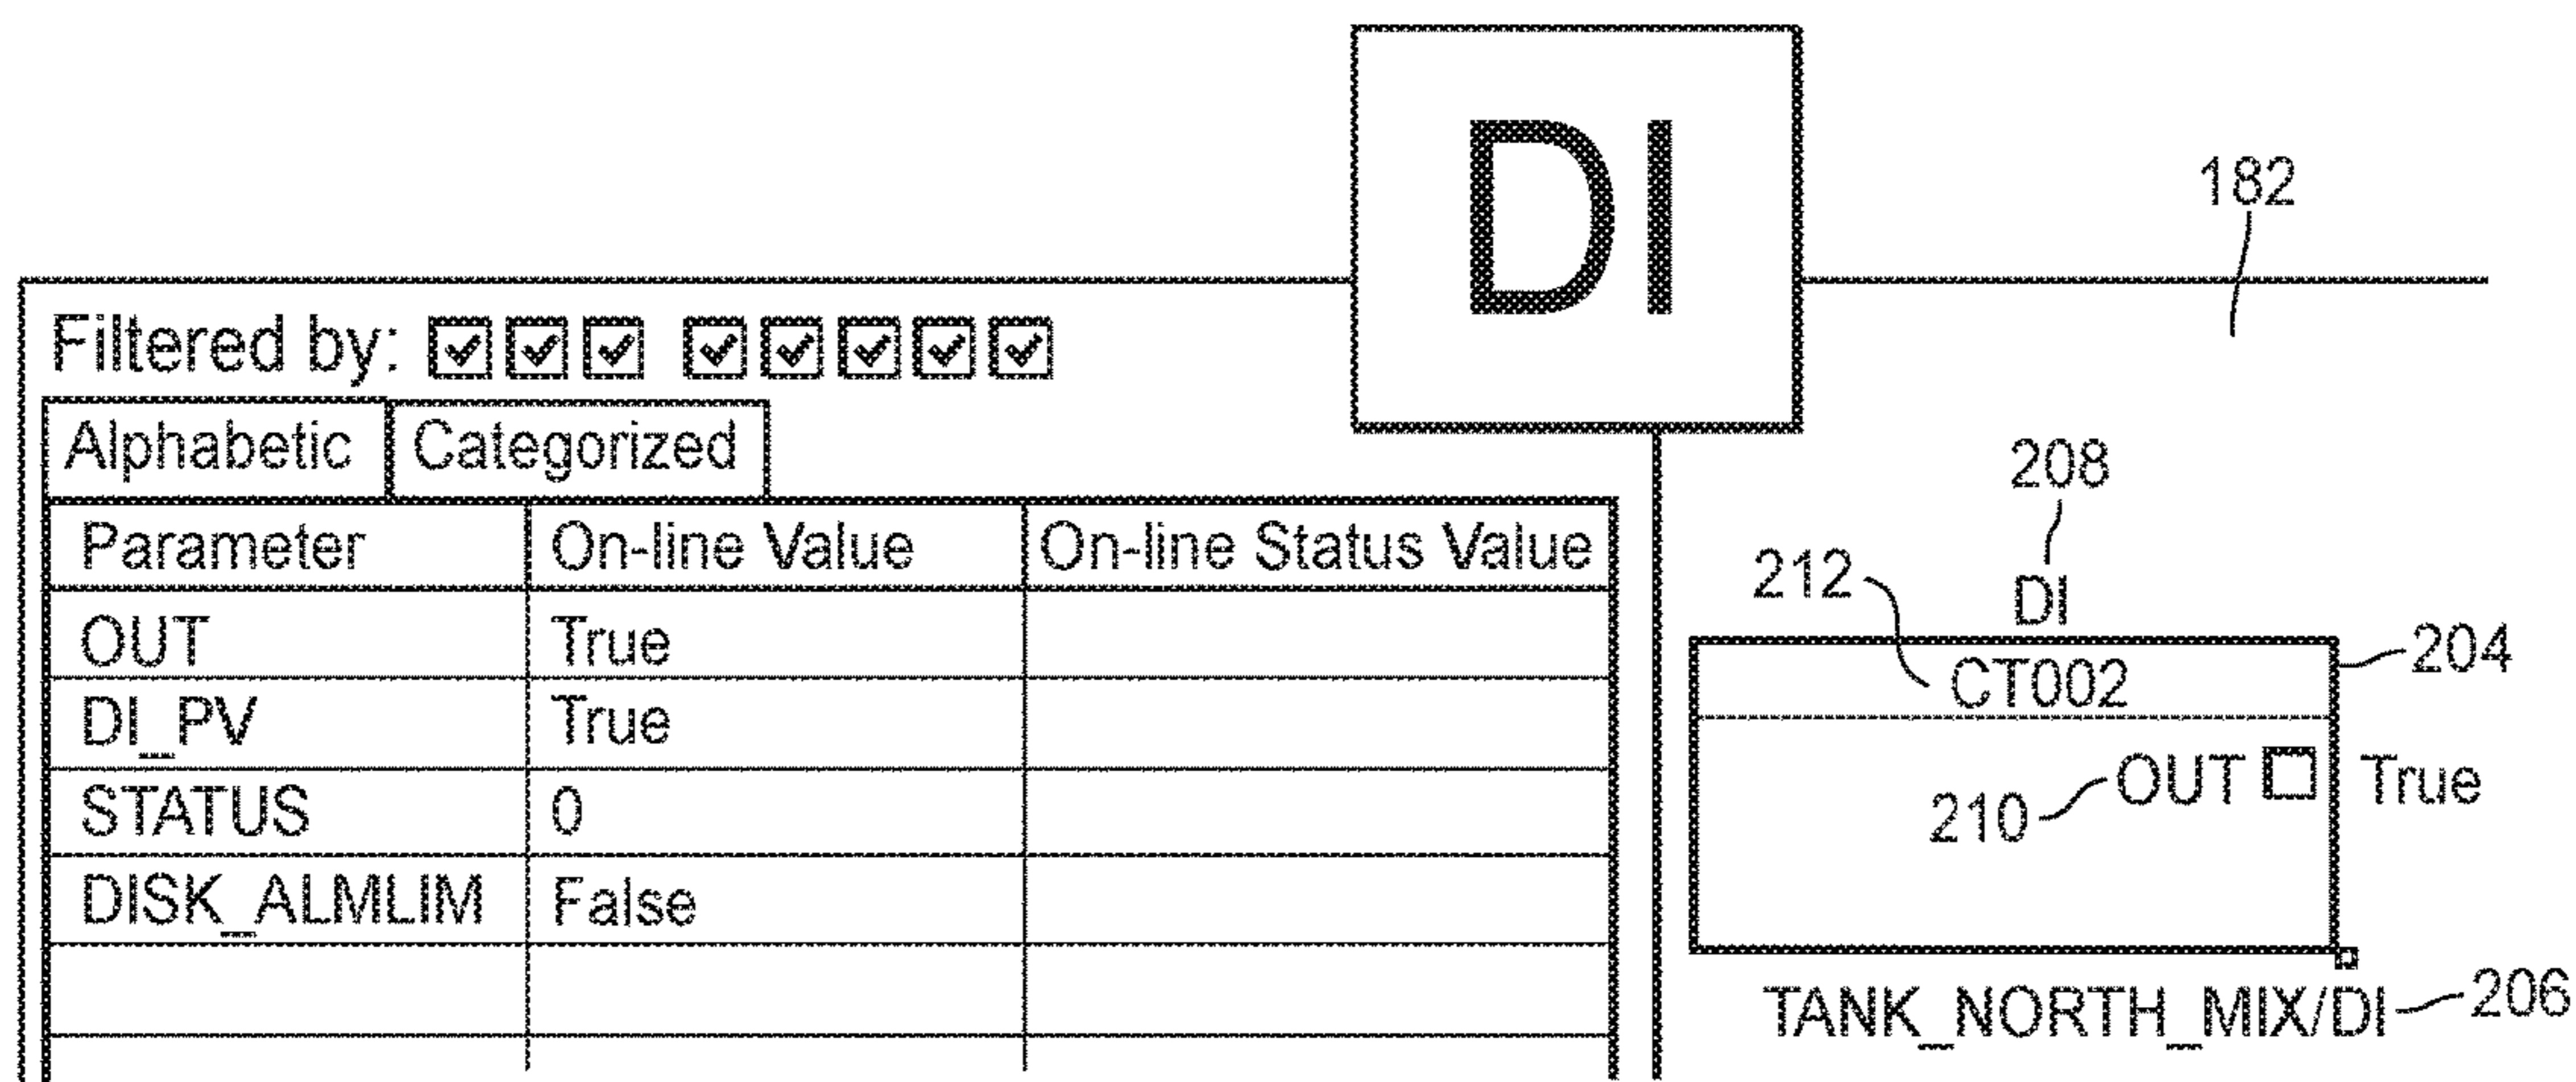 DI
182
Filtered by:
Alphabetic Categorized
Parameter On-line Value On-line Status Value
OUT True
DI_PV True
STATUS 0
DISK_ALMLIM False
208
212
DI
204
CT002
OUT True
210
TANK_NORTH_MIX/DI 206